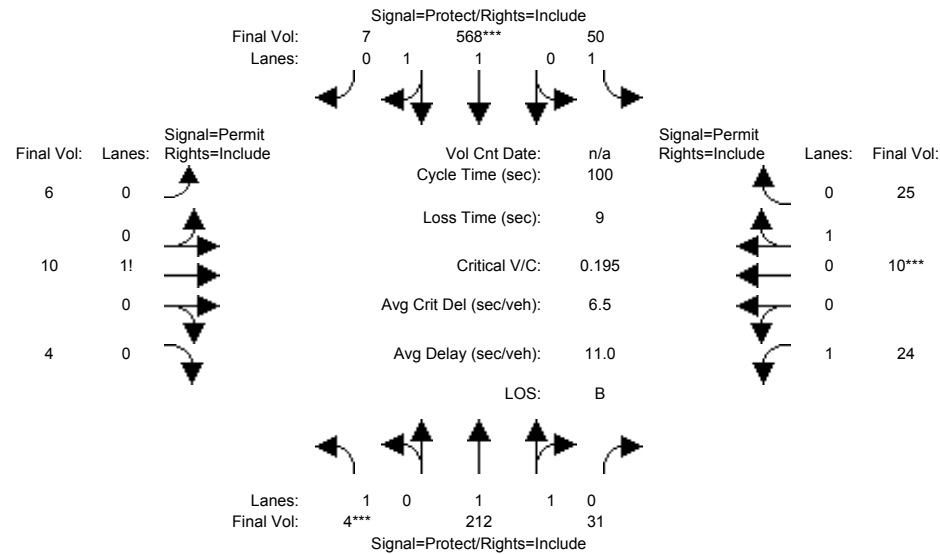 Signal=Protect/Rights=Include
Final Vol: 7 568*** 50
Lanes: 0 1 1 0 1
Signal=Permit Signal=Permit
Final Vol: Lanes: Rights=Include Vol Cnt Date: n/a Rights=Include Lanes: Final Vol:
Cycle Time (sec): 100
6 0 0 25
Loss Time (sec): 9
0 1
10 1! Critical V/C: 0.195 0 10***
0 Avg Crit Del (sec/veh): 6.5 0
4 0 Avg Delay (sec/veh): 11.0 1 24
LOS: B
Lanes: 1 0 1 1 0
Final Vol: 4*** 212 31
Signal=Protect/Rights=Include